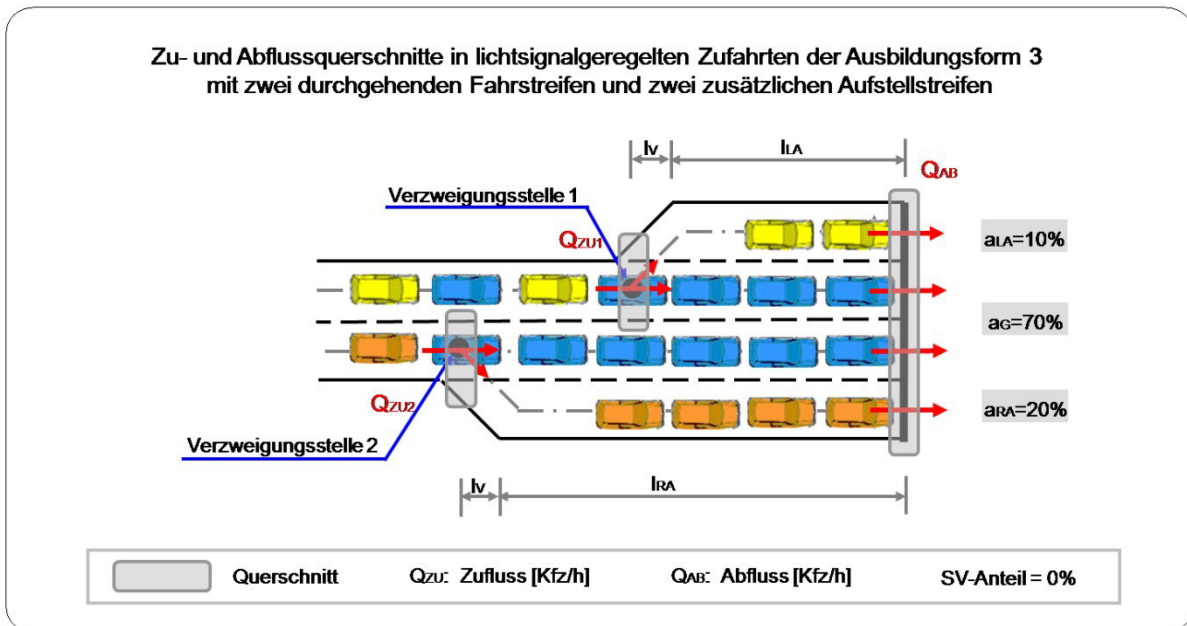 Zu- und Abflussquerschnitte in lichtsignalgeregelten Zufahrten der Ausbildungsform 3
mit zwei durchgehenden Fahrstreifen und zwei zusätzlichen Aufstellstreifen
lV
lLA
QAB
Verzweigungsstelle 1
QZU1
aLA=10%
aG=70%
QZU2
aRA=20%
Verzweigungsstelle 2
lV
lRA
Querschnitt QZU: Zufluss [Kfz/h] QAB: Abfluss [Kfz/h] SV-Anteil = 0%